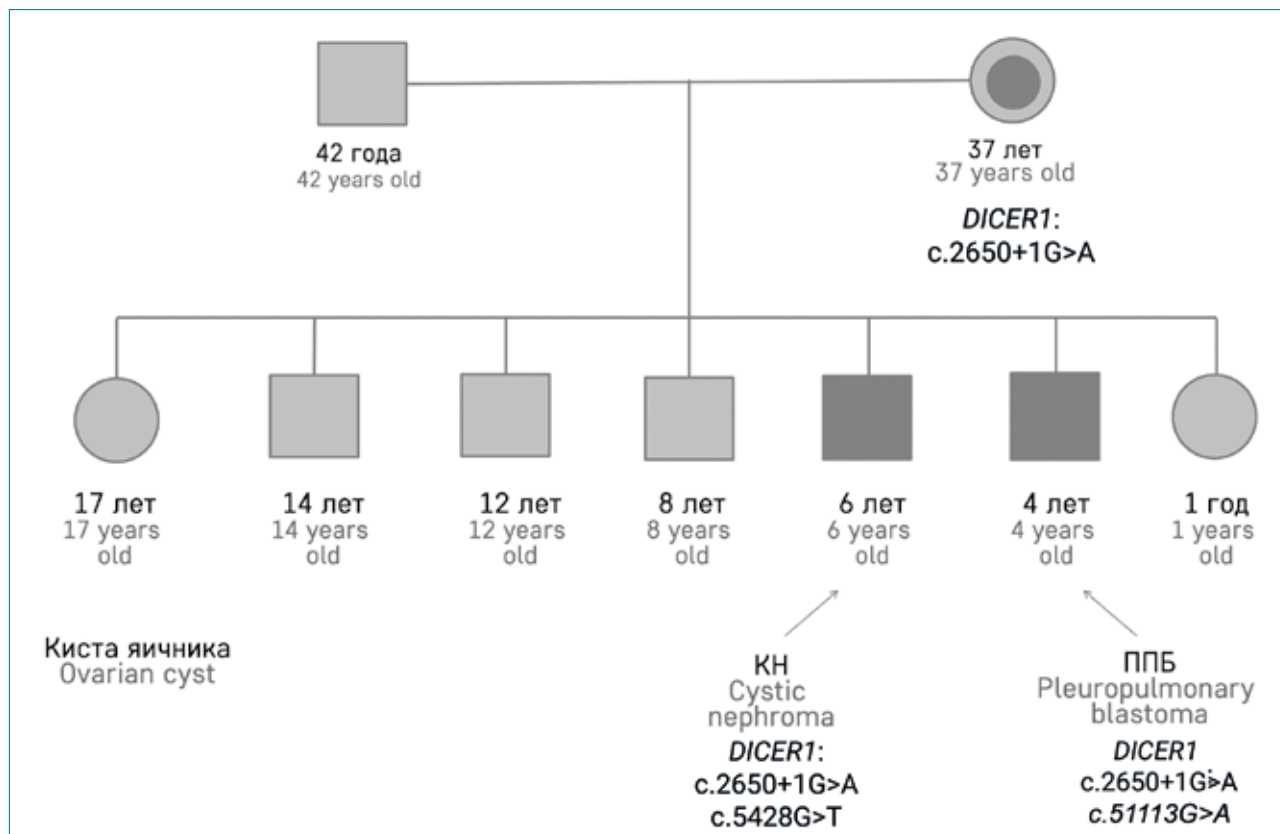 42 года
42 years old
37 лет
37 years old
DICER1:
c.2650+1G>A
17 лет
17 years
old
14 лет
14 years
old
12 лет
12 years
old
8 лет
8 years
old
6 лет
6 years
old
4 лет
4 years
old
1 год
1 years
old
Киста яичника
Ovarian cyst
КН
Cystic
nephroma
DICER1:
c.2650+1G>A
c.5428G>T
ППБ
Pleuropulmonary
blastoma
DICER1
c.2650+1G>A
c.51113G>A